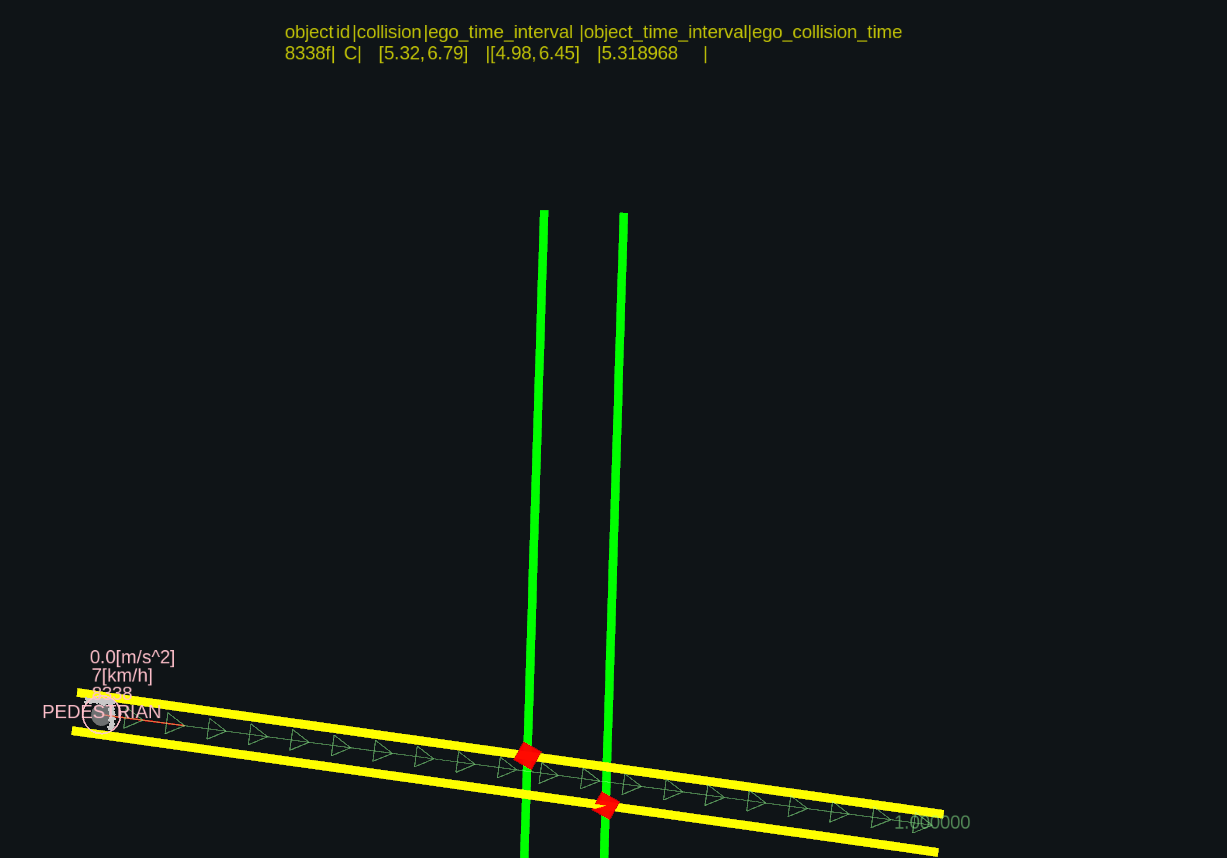 object id|collision|ego_time_interval |object_time_interval|ego_collision_time
8338f| C| [5.32, 6.79] |[4.98, 6.45] |5.318968 |
0.0[m/s^2]
7[km/h]
8338
PEDESTRIAN
1.000000